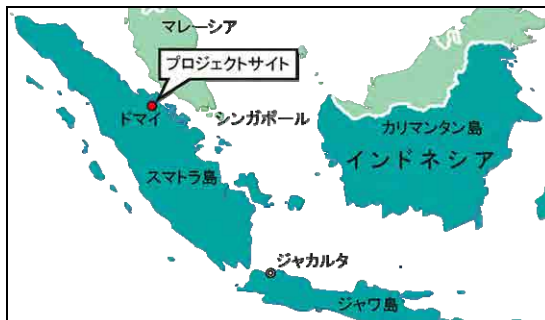 マレーシア
プロジェクトサイト
ドマイ
シンガポール
カリマンタン島
インドネシア
スマトラ島
ジャカルタ
ジャワ島